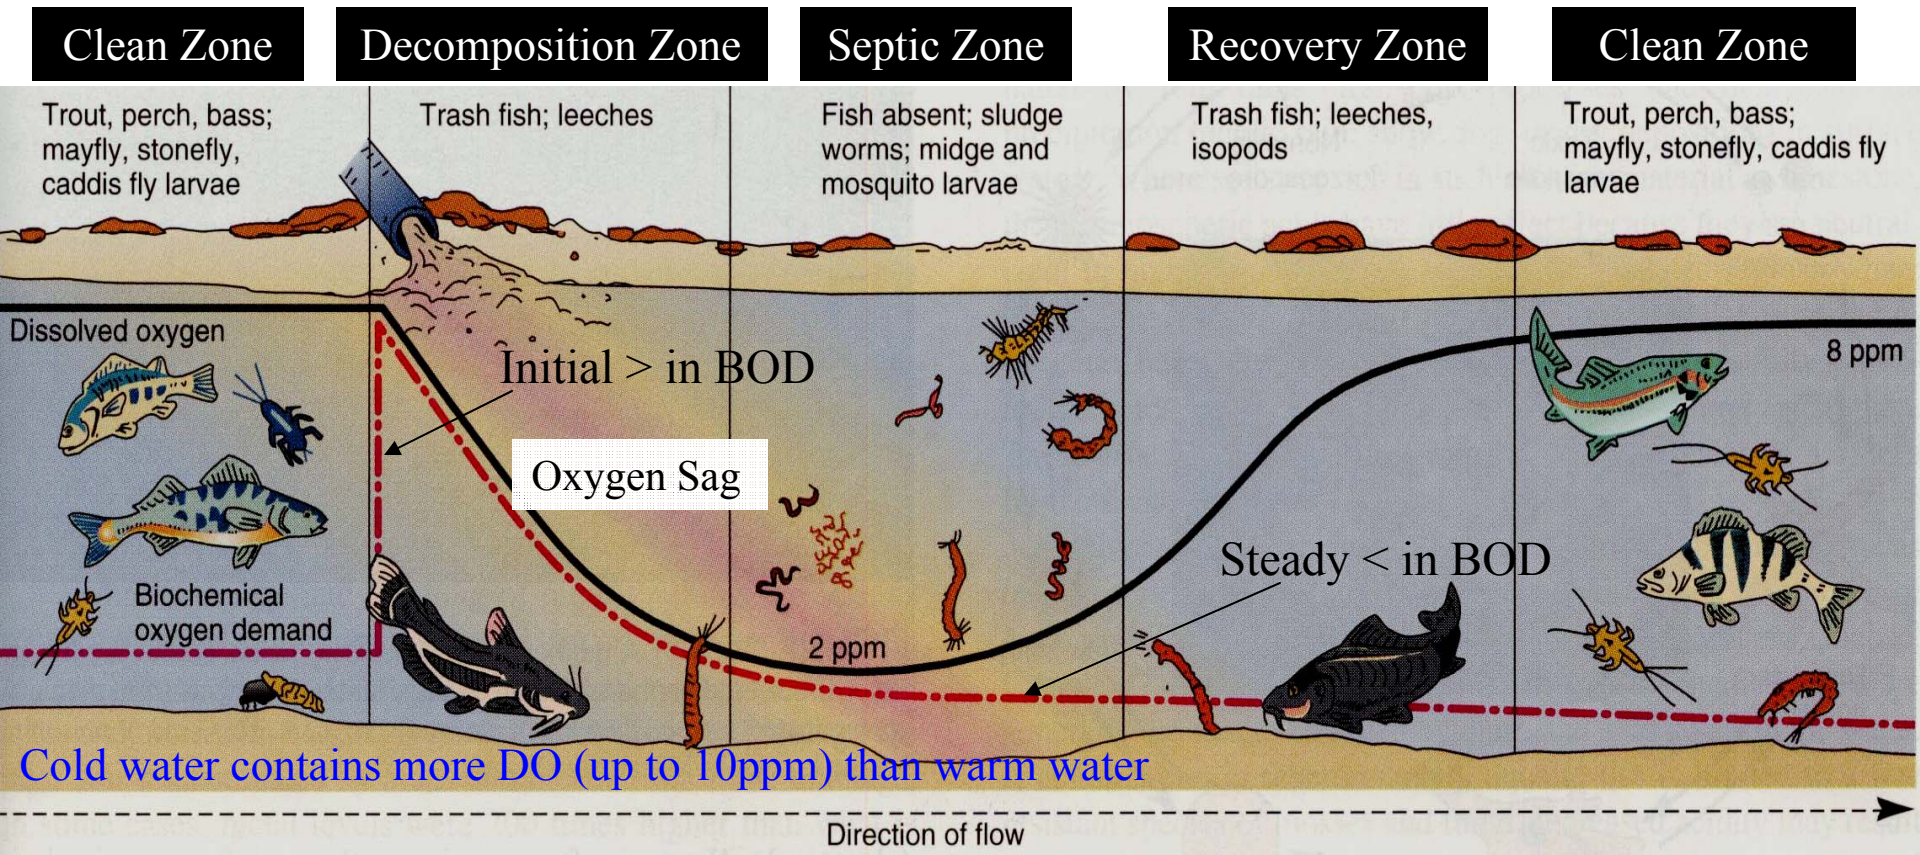 Clean Zone
Decomposition Zone
Septic Zone
Recovery Zone
Clean Zone
Trout, perch, bass;
mayfly, stonefly,
caddis fly larvae
Trash fish; leeches
Fish absent; sludge
worms; midge and
mosquito larvae
Trash fish; leeches,
isopods
Trout, perch, bass;
mayfly, stonefly, caddis fly
larvae
Dissolved oxygen
8 ppm
Initial > in BOD
Oxygen Sag
Steady < in BOD
Biochemical
oxygen demand
2 ppm
Cold water contains more DO (up to 10ppm) than warm water
Direction of flow